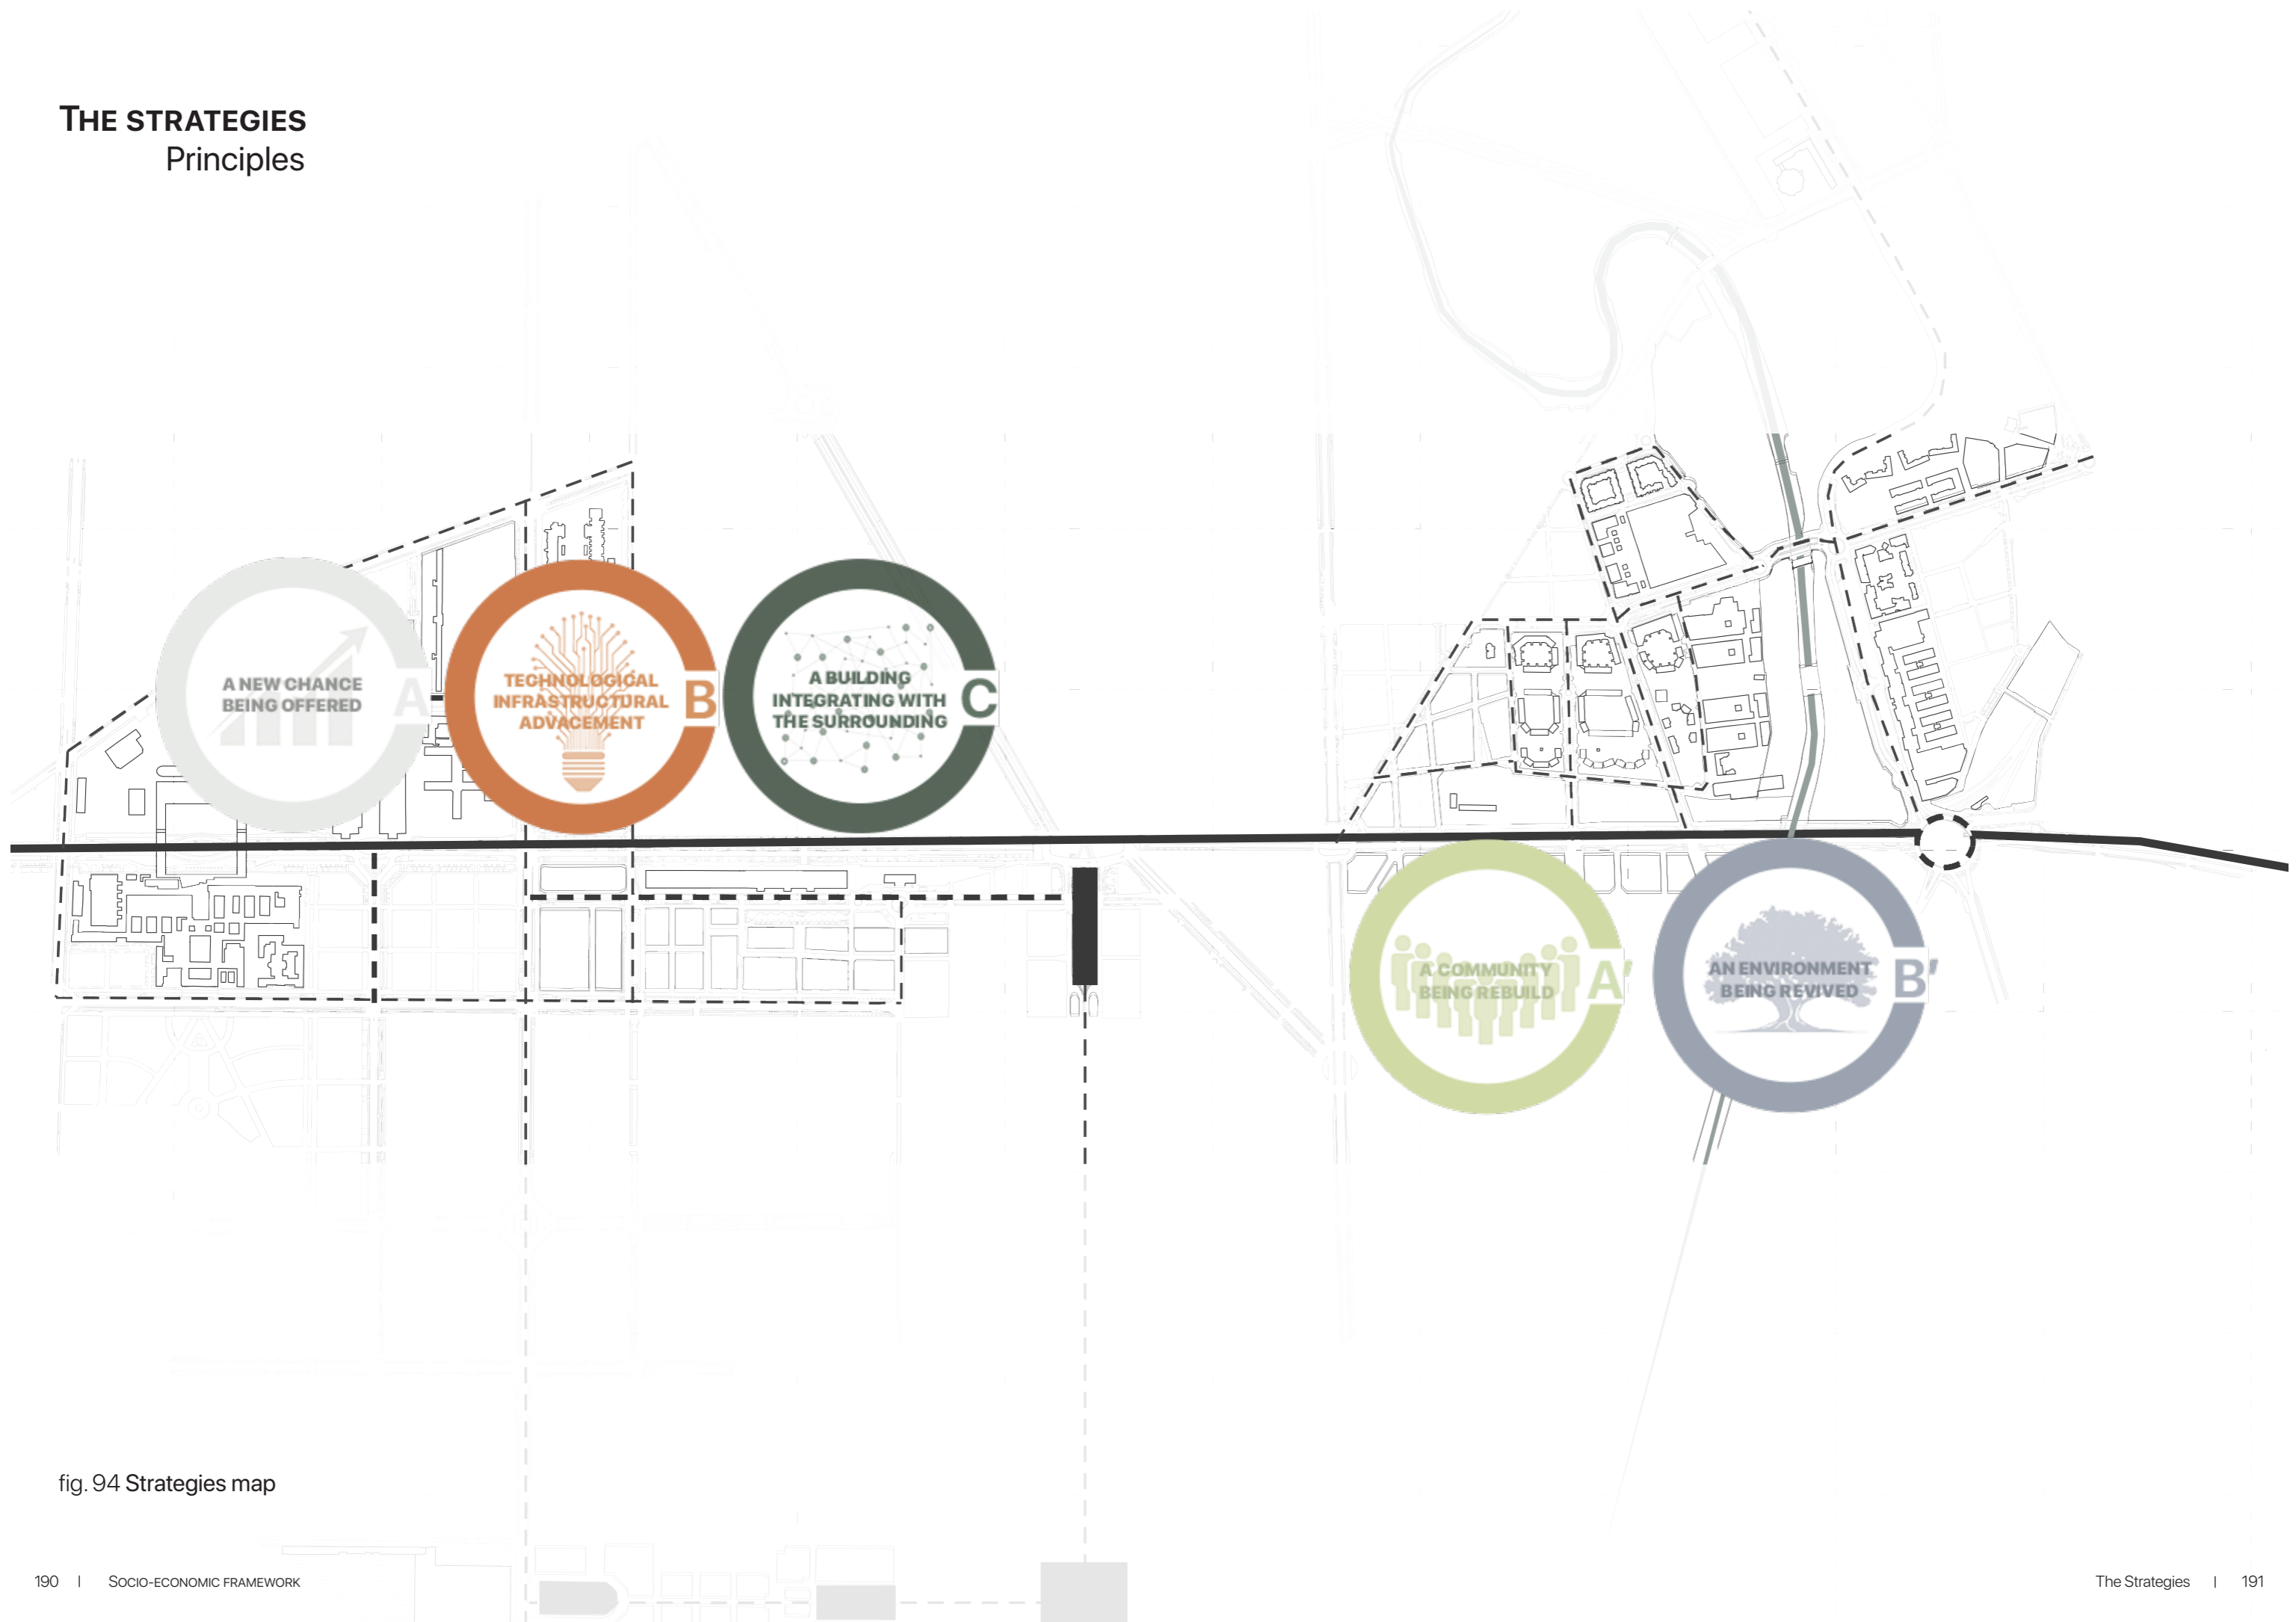 THE STRATEGIES
Principles
A NEW CHANCE
BEING OFFERED
A
TECHNOLOGICAL
INFRASTRUCTURAL
ADVACEMENT
B
A BUILDING
INTEGRATING WITH
THE SURROUNDING
C
A COMMUNITY
BEING REBUILD
A'
AN ENVIRONMENT
BEING REVIVED
B'
fig. 94 Strategies map
190 | SOCIO-ECONOMIC FRAMEWORK
The Strategies | 191